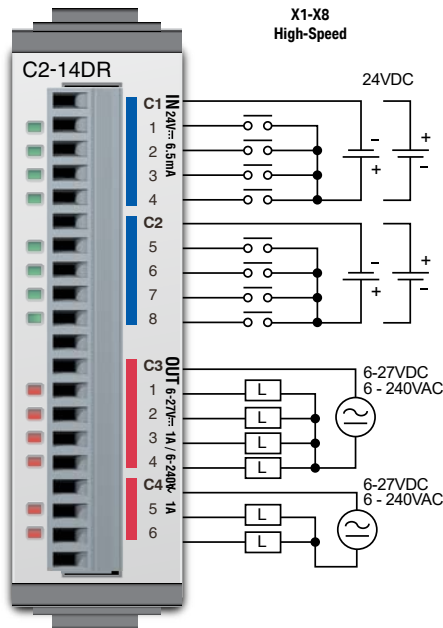 X1-X8
High-Speed
C2-14DR
24VDC
C1
IN 24V⎓ 6.5mA
1
2
3
4
C2
5
6
7
8
-
+
+
-
-
+
+
-
C3
OUT 6-27V⎓ 1A / 6-240V~ 1A
1
2
3
4
C4
5
6
L
L
L
L
6-27VDC
6 - 240VAC
L
L
6-27VDC
6 - 240VAC